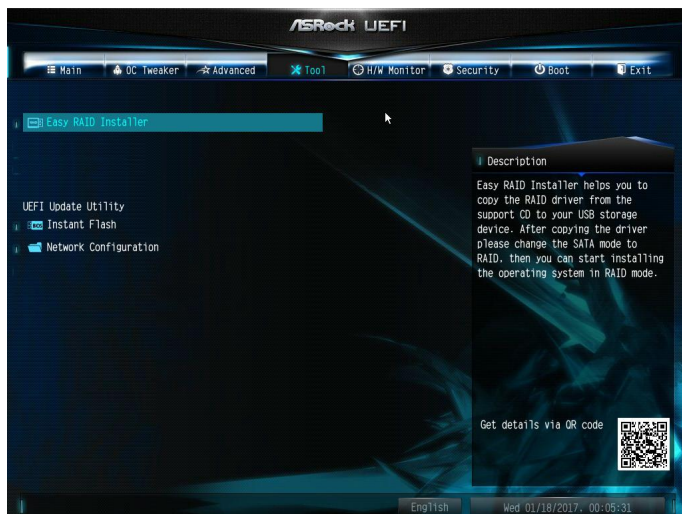 ASRock UEFI
Main OC Tweaker Advanced Tool H/W Monitor Security Boot Exit
Easy RAID Installer
UEFI Update Utility
Instant Flash
Network Configuration
Description
Easy RAID Installer helps you to
copy the RAID driver from the
support CD to your USB storage
device. After copying the driver
please change the SATA mode to
RAID. then you can start installing
the operating system in RAID mode.
Get details via QR code
English
Wed 01/18/2017. 00:05:31